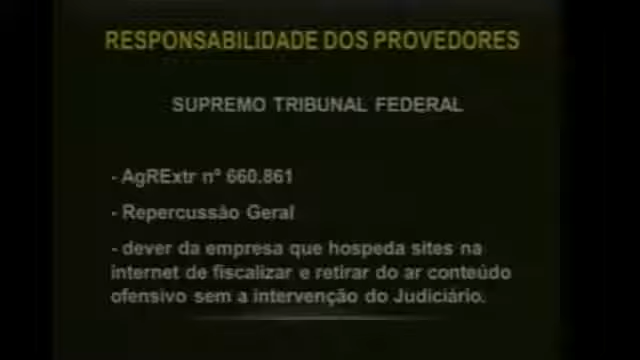 RESPONSABILIDADE DOS PROVEDORES
SUPREMO TRIBUNAL FEDERAL
- AgRExtr nº 660.861
- Repercussão Geral
- dever da empresa que hospeda sites na
internet de fiscalizar e retirar do ar conteúdo
ofensivo sem a intervenção do Judiciário.